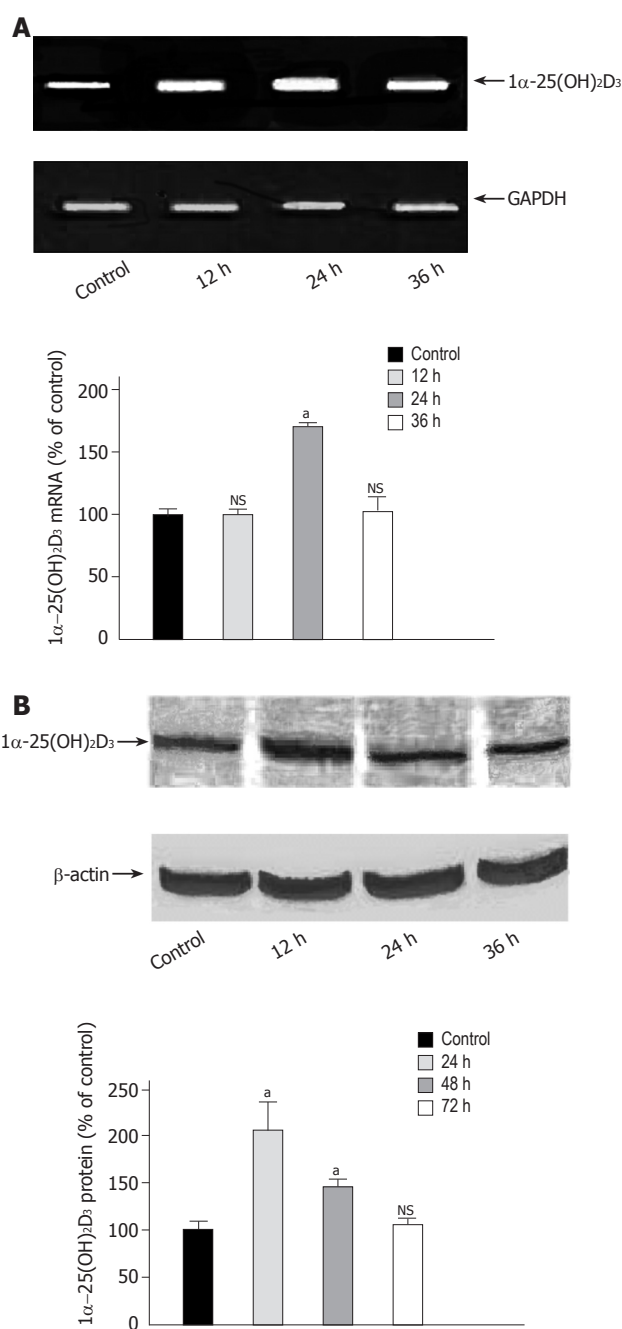 A
1α-25(OH)₂D₃
GAPDH
Control 12 h 24 h 36 h
1α−25(OH)₂D₃ mRNA (% of control)
Control
12 h
24 h
36 h
200
150
100
50
0
NS
a
NS
B
1α-25(OH)₂D₃
β-actin
Control 12 h 24 h 36 h
1α−25(OH)₂D₃ protein (% of control)
Control
24 h
48 h
72 h
250
200
150
100
50
0
a
a
NS